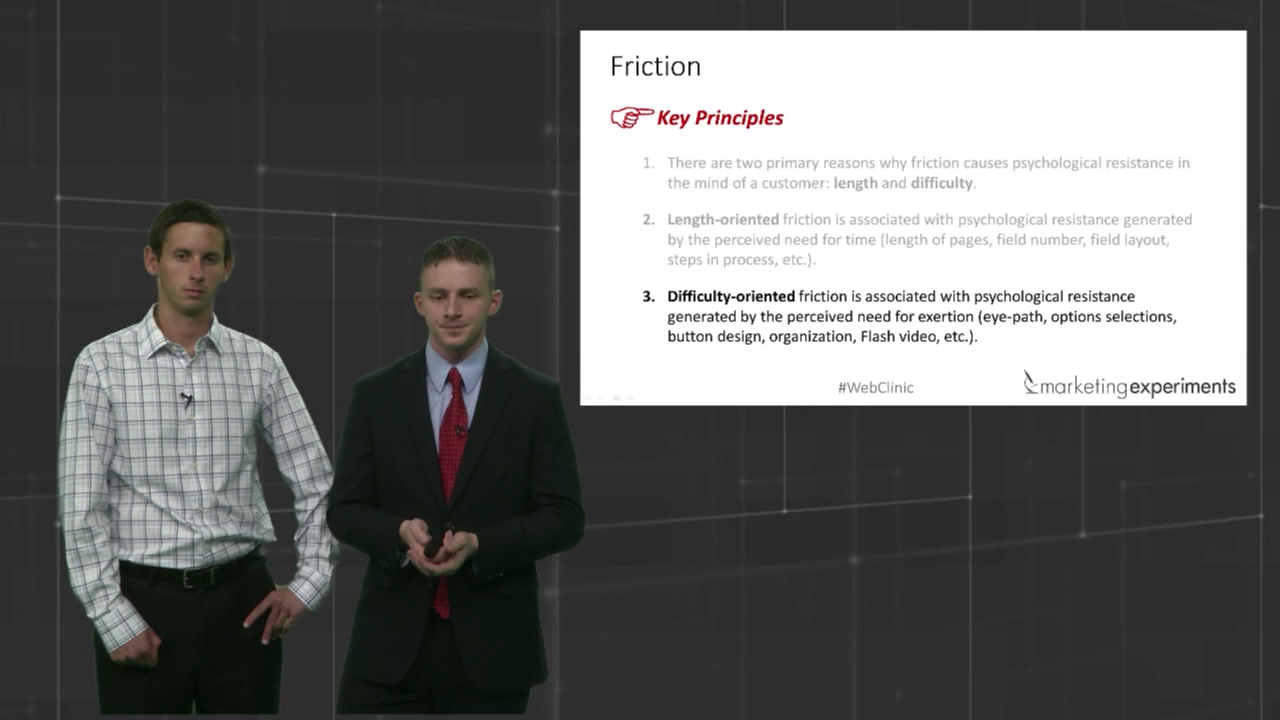 Friction
Key Principles
1. There are two primary reasons why friction causes psychological resistance in
the mind of a customer: length and difficulty.
2. Length-oriented friction is associated with psychological resistance generated
by the perceived need for time (length of pages, field number, field layout,
steps in process, etc.).
3. Difficulty-oriented friction is associated with psychological resistance
generated by the perceived need for exertion (eye-path, options selections,
button design, organization, Flash video, etc.).
#WebClinic
marketingexperiments